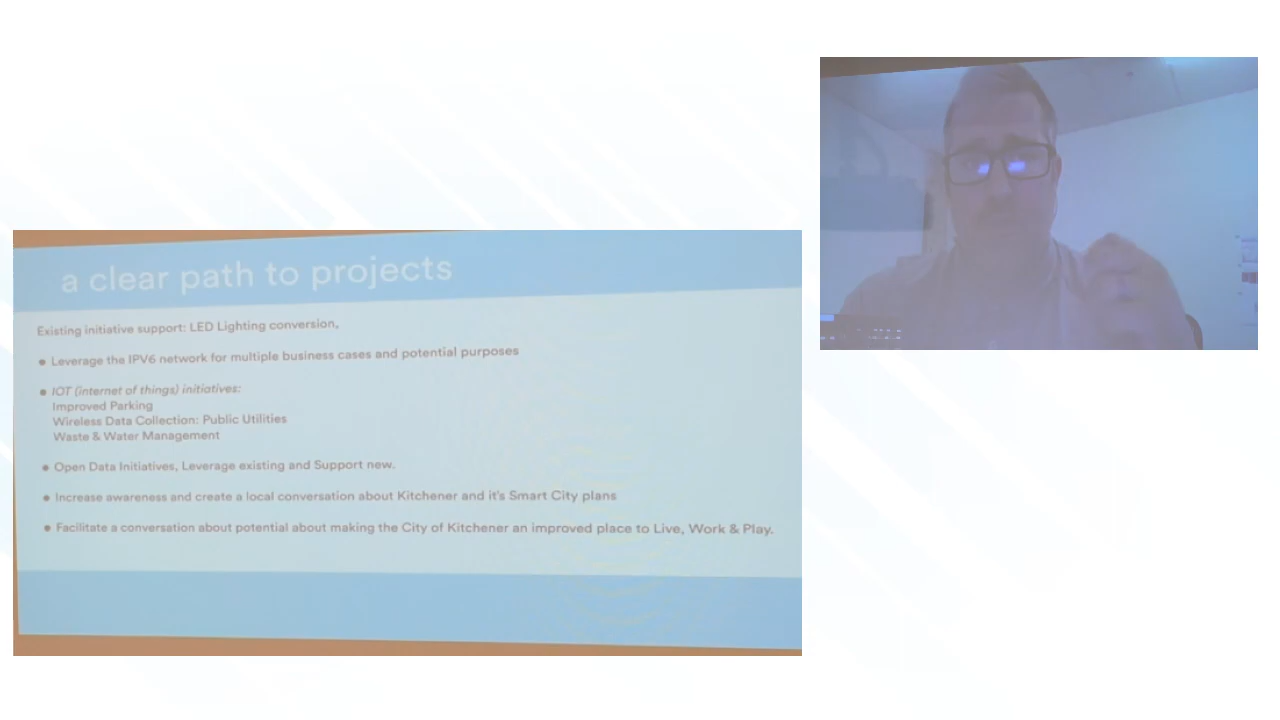 a clear path to projects
Existing initiative support: LED Lighting conversion,
• Leverage the IPV6 network for multiple business cases and potential purposes
• IOT (internet of things) initiatives:
Improved Parking
Wireless Data Collection: Public Utilities
Waste & Water Management
• Open Data Initiatives, Leverage existing and Support new.
• Increase awareness and create a local conversation about Kitchener and it's Smart City plans
• Facilitate a conversation about potential about making the City of Kitchener an improved place to Live, Work & Play.